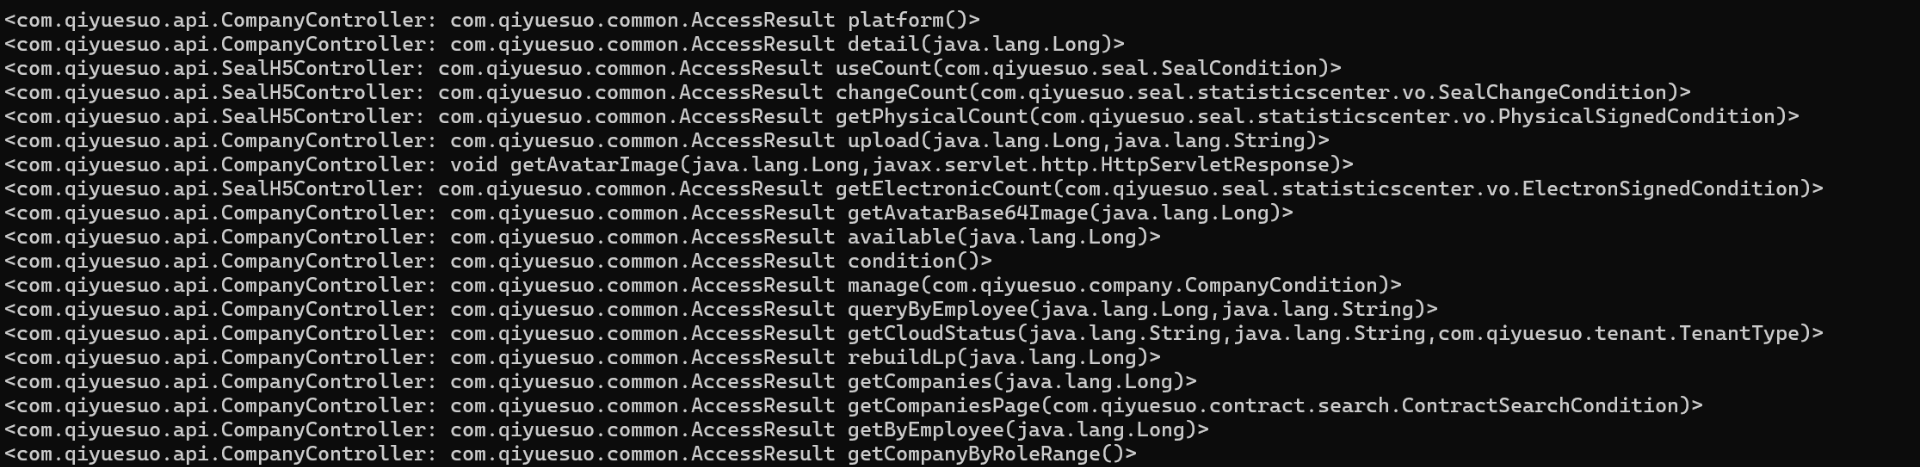 <com.qiyuesuo.api.CompanyController: com.qiyuesuo.common.AccessResult platform()>
<com.qiyuesuo.api.CompanyController: com.qiyuesuo.common.AccessResult detail(java.lang.Long)>
<com.qiyuesuo.api.SealH5Controller: com.qiyuesuo.common.AccessResult useCount(com.qiyuesuo.seal.SealCondition)>
<com.qiyuesuo.api.SealH5Controller: com.qiyuesuo.common.AccessResult changeCount(com.qiyuesuo.seal.statisticscenter.vo.SealChangeCondition)>
<com.qiyuesuo.api.SealH5Controller: com.qiyuesuo.common.AccessResult getPhysicalCount(com.qiyuesuo.seal.statisticscenter.vo.PhysicalSignedCondition)>
<com.qiyuesuo.api.CompanyController: com.qiyuesuo.common.AccessResult upload(java.lang.Long,java.lang.String)>
<com.qiyuesuo.api.CompanyController: void getAvatarImage(java.lang.Long,javax.servlet.http.HttpServletResponse)>
<com.qiyuesuo.api.SealH5Controller: com.qiyuesuo.common.AccessResult getElectronicCount(com.qiyuesuo.seal.statisticscenter.vo.ElectronSignedCondition)>
<com.qiyuesuo.api.CompanyController: com.qiyuesuo.common.AccessResult getAvatarBase64Image(java.lang.Long)>
<com.qiyuesuo.api.CompanyController: com.qiyuesuo.common.AccessResult available(java.lang.Long)>
<com.qiyuesuo.api.CompanyController: com.qiyuesuo.common.AccessResult condition()>
<com.qiyuesuo.api.CompanyController: com.qiyuesuo.common.AccessResult manage(com.qiyuesuo.company.CompanyCondition)>
<com.qiyuesuo.api.CompanyController: com.qiyuesuo.common.AccessResult queryByEmployee(java.lang.Long,java.lang.String)>
<com.qiyuesuo.api.CompanyController: com.qiyuesuo.common.AccessResult getCloudStatus(java.lang.String,java.lang.String,com.qiyuesuo.tenant.TenantType)>
<com.qiyuesuo.api.CompanyController: com.qiyuesuo.common.AccessResult rebuildLp(java.lang.Long)>
<com.qiyuesuo.api.CompanyController: com.qiyuesuo.common.AccessResult getCompanies(java.lang.Long)>
<com.qiyuesuo.api.CompanyController: com.qiyuesuo.common.AccessResult getCompaniesPage(com.qiyuesuo.contract.search.ContractSearchCondition)>
<com.qiyuesuo.api.CompanyController: com.qiyuesuo.common.AccessResult getByEmployee(java.lang.Long)>
<com.qiyuesuo.api.CompanyController: com.qiyuesuo.common.AccessResult getCompanyByRoleRange()>